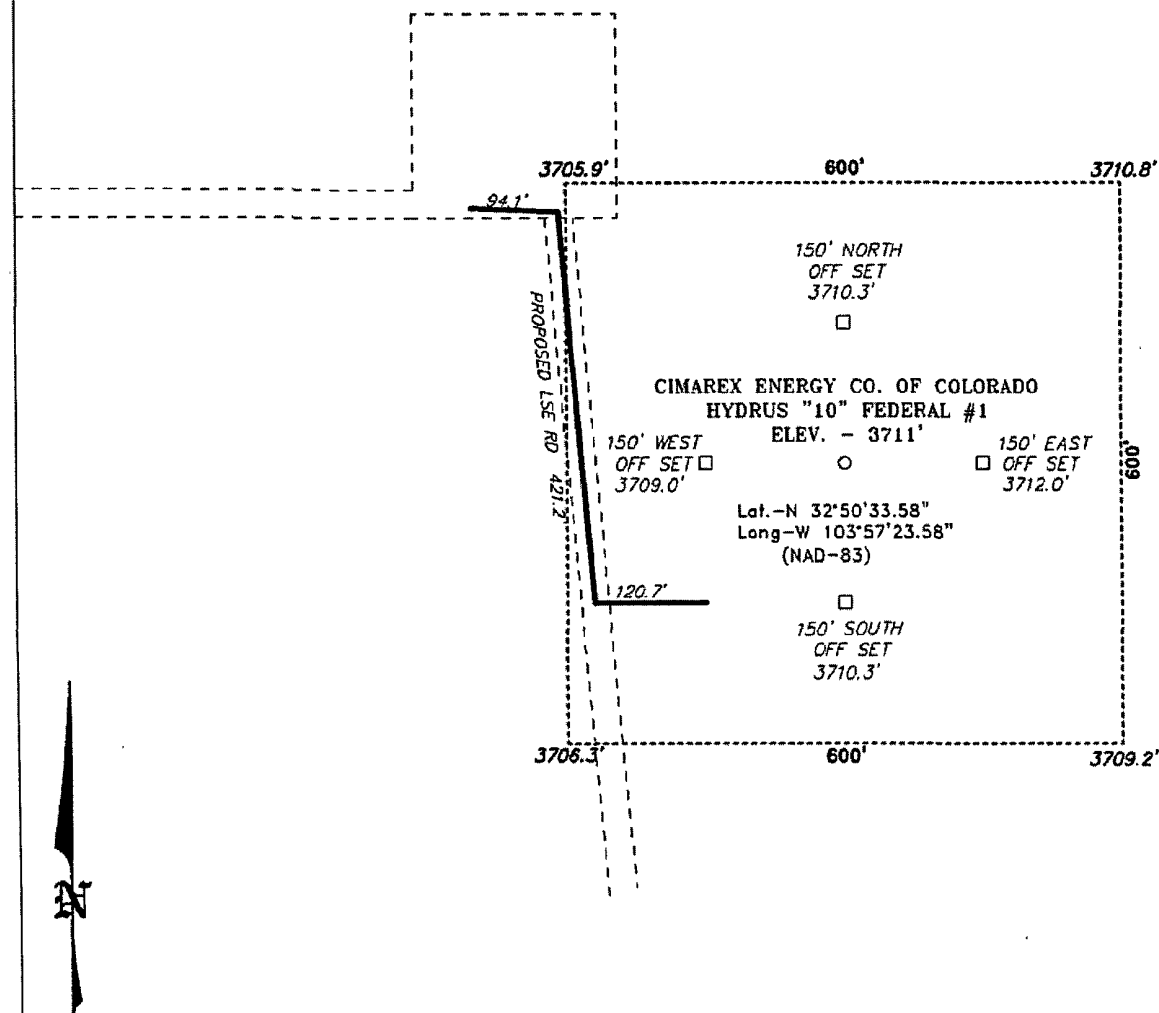 3705.9'
600'
3710.8'
94.1'
150' NORTH
OFF SET
3710.3'
PROPOSED LSE RD 421.2'
CIMAREX ENERGY CO. OF COLORADO
HYDRUS "10" FEDERAL #1
ELEV. - 3711'
150' WEST
OFF SET
3709.0'
150' EAST
OFF SET
3712.0'
600'
Lat.-N 32°50'33.58"
Long-W 103°57'23.58"
(NAD-83)
120.7'
150' SOUTH
OFF SET
3710.3'
3706.3'
600'
3709.2'
N